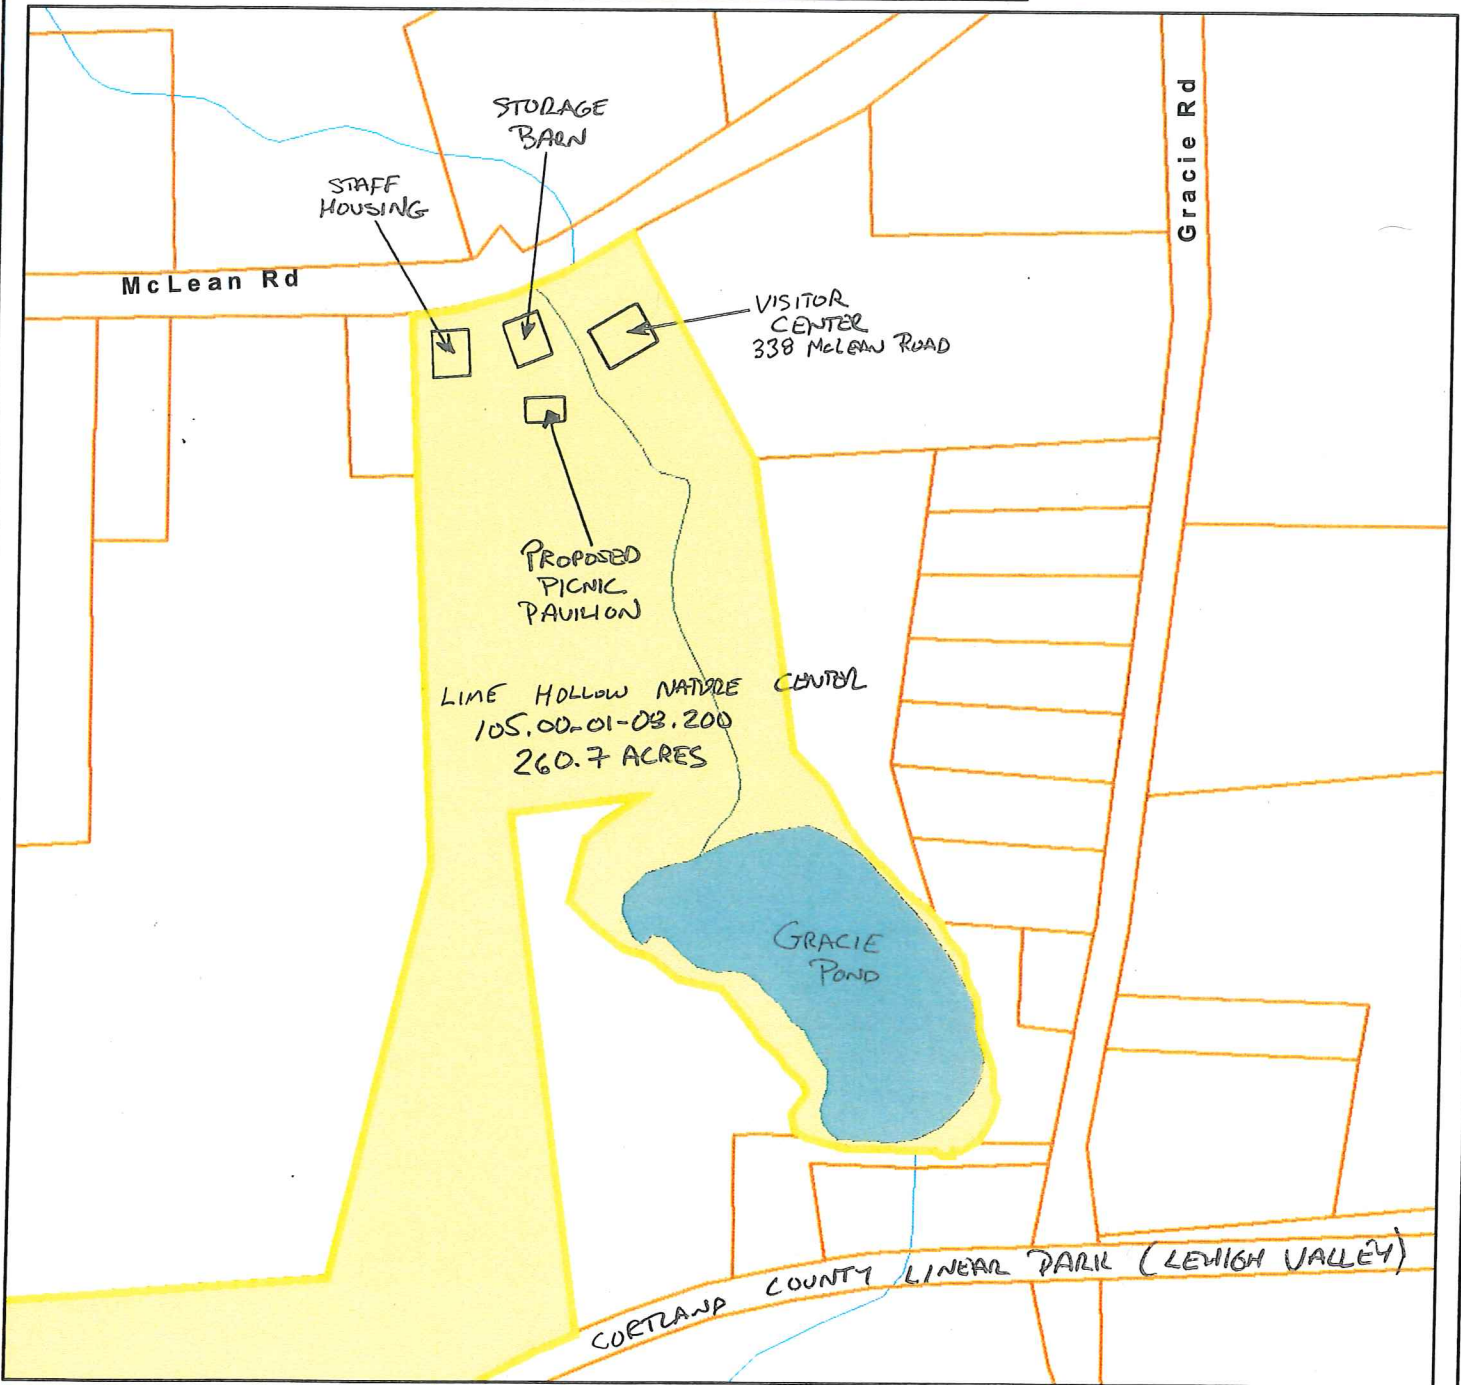 STORAGE
BARN
Gracie Rd
STAFF
HOUSING
McLean Rd
VISITOR
CENTER
338 McLEAN ROAD
PROPOSED
PICNIC
PAVILION
LIME HOLLOW NATURE CENTER
105.00-01-03.200
260.7 ACRES
GRACIE
POND
CORTLAND COUNTY LINEAR PARK (LEHIGH VALLEY)